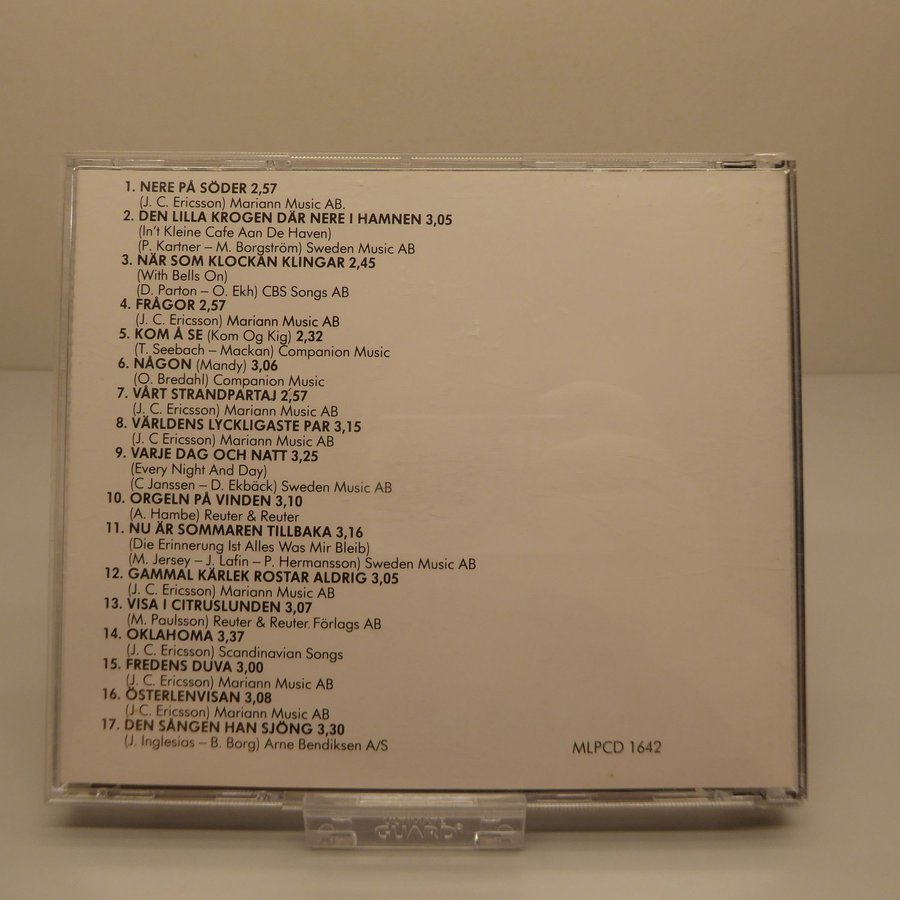 1. NERE PÅ SÖDER 2,57
(J. C. Ericsson) Mariann Music AB.
2. DEN LILLA KROGEN DÄR NERE I HAMNEN 3,05
(In't Kleine Cafe Aan De Haven)
(P. Kartner – M. Borgström) Sweden Music AB
3. NÄR SOM KLOCKAN KLINGAR 2,45
(With Bells On)
(D. Parton – O. Ekh) CBS Songs AB
4. FRÅGOR 2,57
(J. C. Ericsson) Mariann Music AB
5. KOM Å SE (Kom Og Kig) 2,32
(T. Seebach – Mackan) Companion Music
6. NÅGON (Mandy) 3,06
(O. Bredahl) Companion Music
7. VÅRT STRANDPARTAJ 2,57
(J. C. Ericsson) Mariann Music AB
8. VÄRLDENS LYCKLIGASTE PAR 3,15
(J. C Ericsson) Mariann Music AB
9. VARJE DAG OCH NATT 3,25
(Every Night And Day)
(C Janssen – D. Ekbäck) Sweden Music AB
10. ORGELN PÅ VINDEN 3,10
(A. Hambe) Reuter & Reuter
11. NU ÄR SOMMAREN TILLBAKA 3,16
(Die Erinnerung Ist Alles Was Mir Bleib)
(M. Jersey – J. Lafin – P. Hermansson) Sweden Music AB
12. GAMMAL KÄRLEK ROSTAR ALDRIG 3,05
(J. C. Ericsson) Mariann Music AB
13. VISA I CITRUSLUNDEN 3,07
(M. Paulsson) Reuter & Reuter. Förlags AB
14. OKLAHOMA 3,37
(J. C. Ericsson) Scandinavian Songs
15. FREDENS DUVA 3,00
(J. C. Ericsson) Mariann Music AB
16. ÖSTERLENVISAN 3,08
(J C. Ericsson) Mariann Music AB
17. DEN SÅNGEN HAN SJÖNG 3,30
(J. Inglesias – B. Borg) Arne Bendiksen A/S
MLPCD 1642
ULTIMATE
GUARD®